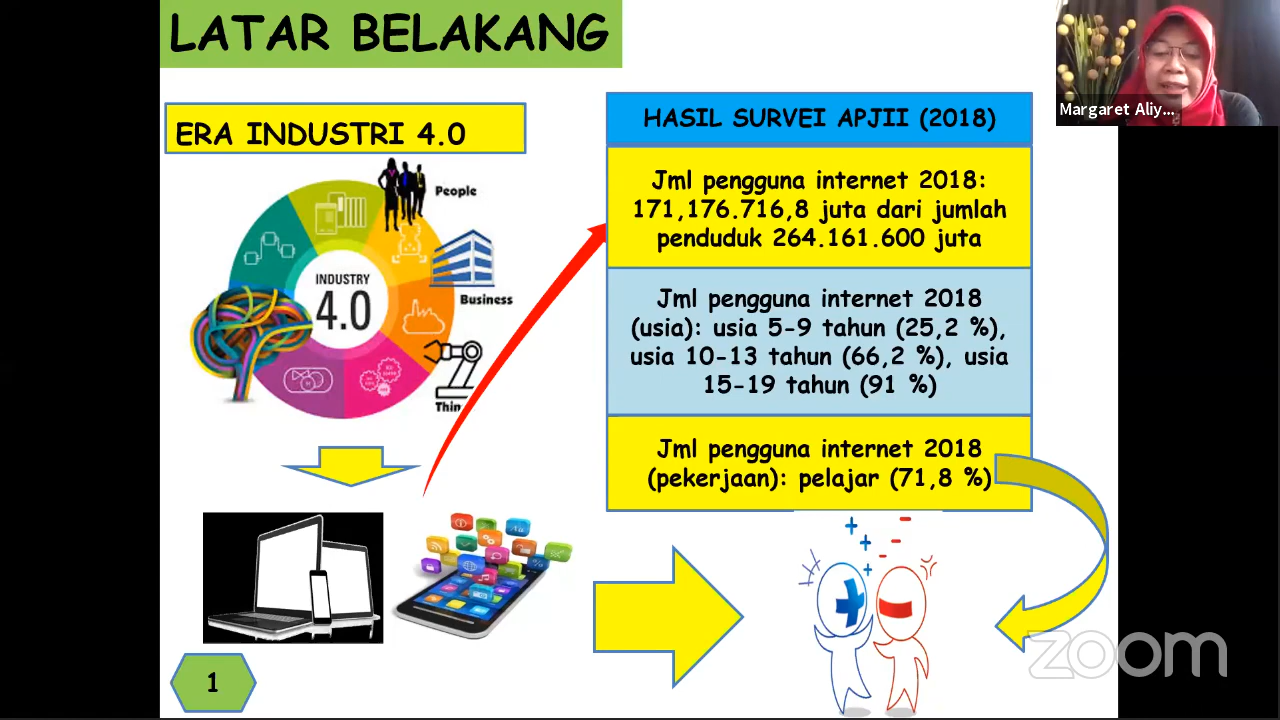 LATAR BELAKANG
ERA INDUSTRI 4.0
People
INDUSTRY
4.0
Business
Thin
HASIL SURVEI APJII (2018)
Jml pengguna internet 2018:
171,176.716,8 juta dari jumlah
penduduk 264.161.600 juta
Jml pengguna internet 2018
(usia): usia 5-9 tahun (25,2 %),
usia 10-13 tahun (66,2 %), usia
15-19 tahun (91 %)
Jml pengguna internet 2018
(pekerjaan): pelajar (71,8 %)
1
Margaret Aliy...
zoom